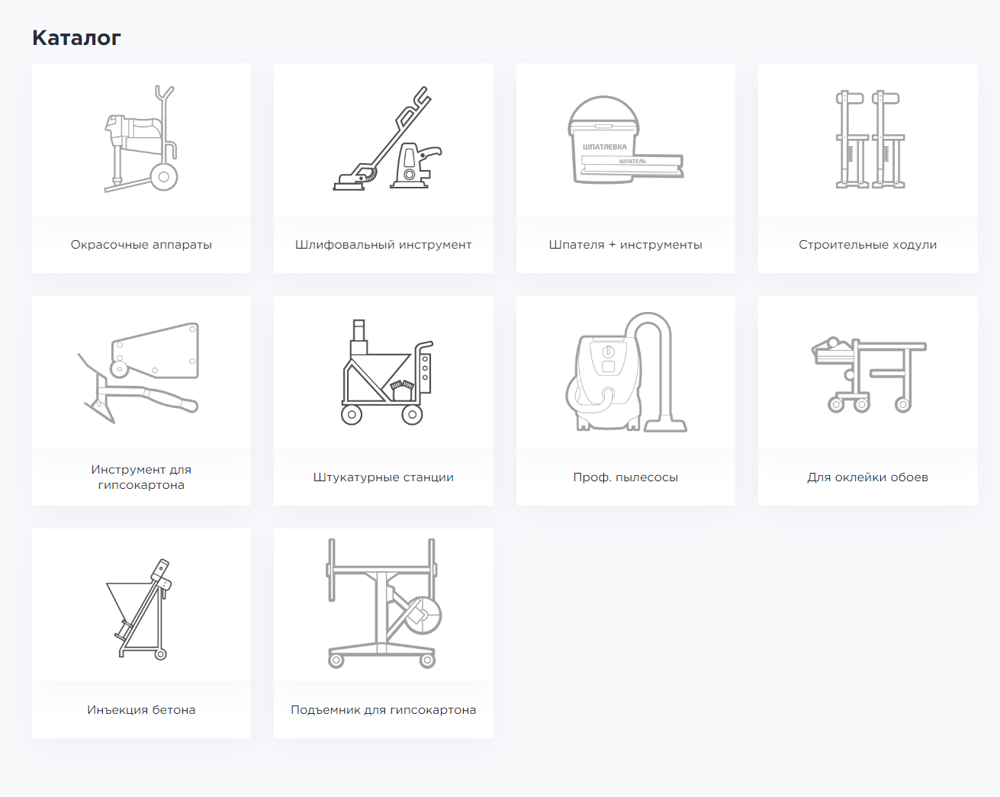 Каталог
ШПАТЛЕВКА
ШПАТЕЛЬ
Окрасочные аппараты
Шлифовальный инструмент
Шпателя + инструменты
Строительные ходули
Инструмент для
гипсокартона
Штукатурные станции
Проф. пылесосы
Для оклейки обоев
Инъекция бетона
Подъемник для гипсокартона